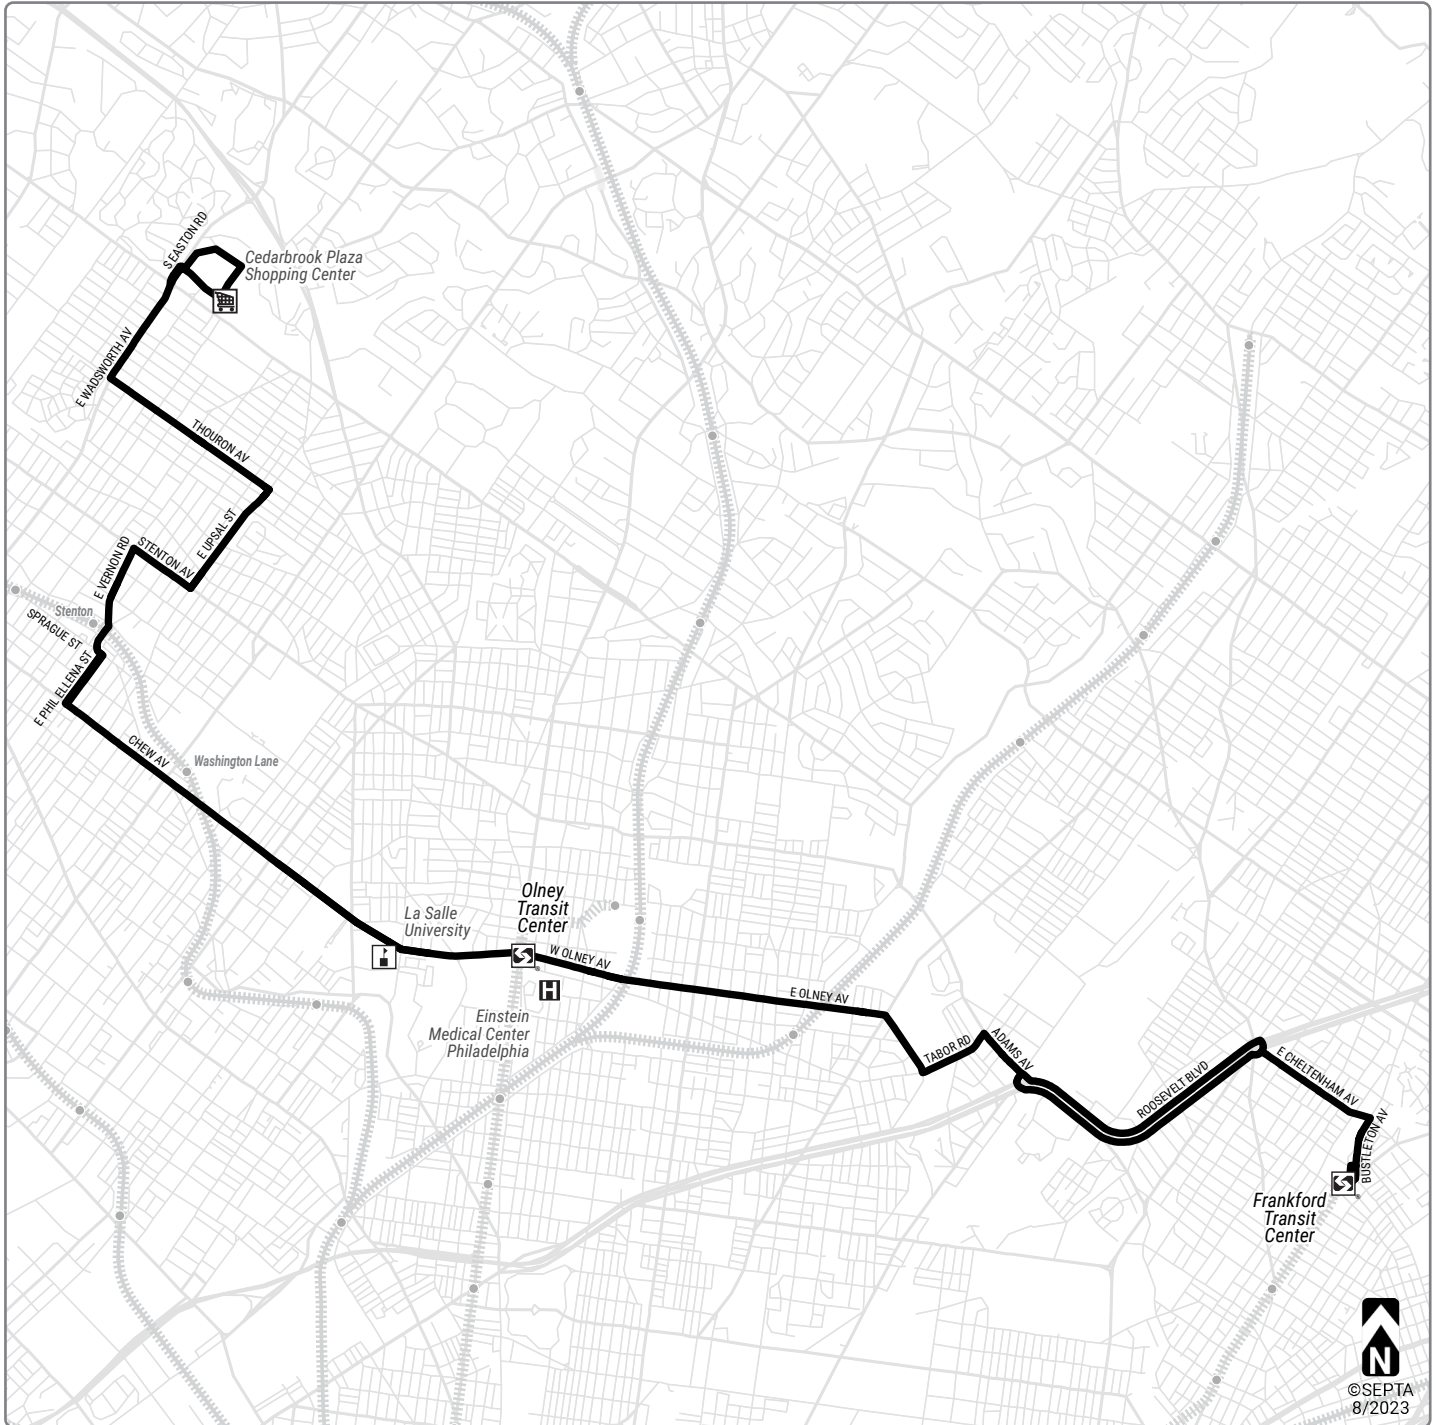 S EASTON RD
Cedarbrook Plaza
Shopping Center
E WADSWORTH AV
THOURON AV
E UPSAL ST
STENTON AV
E VERNON RD
Stenton
SPRAGUE ST
E PHIL ELLENA ST
CHEW AV
Washington Lane
La Salle
University
Olney
Transit
Center
W OLNEY AV
H
Einstein
Medical Center
Philadelphia
E OLNEY AV
TABOR RD
ADAMS AV
ROOSEVELT BLVD
E CHELTENHAM AV
BUSTLETON AV
Frankford
Transit
Center
N
©SEPTA
8/2023